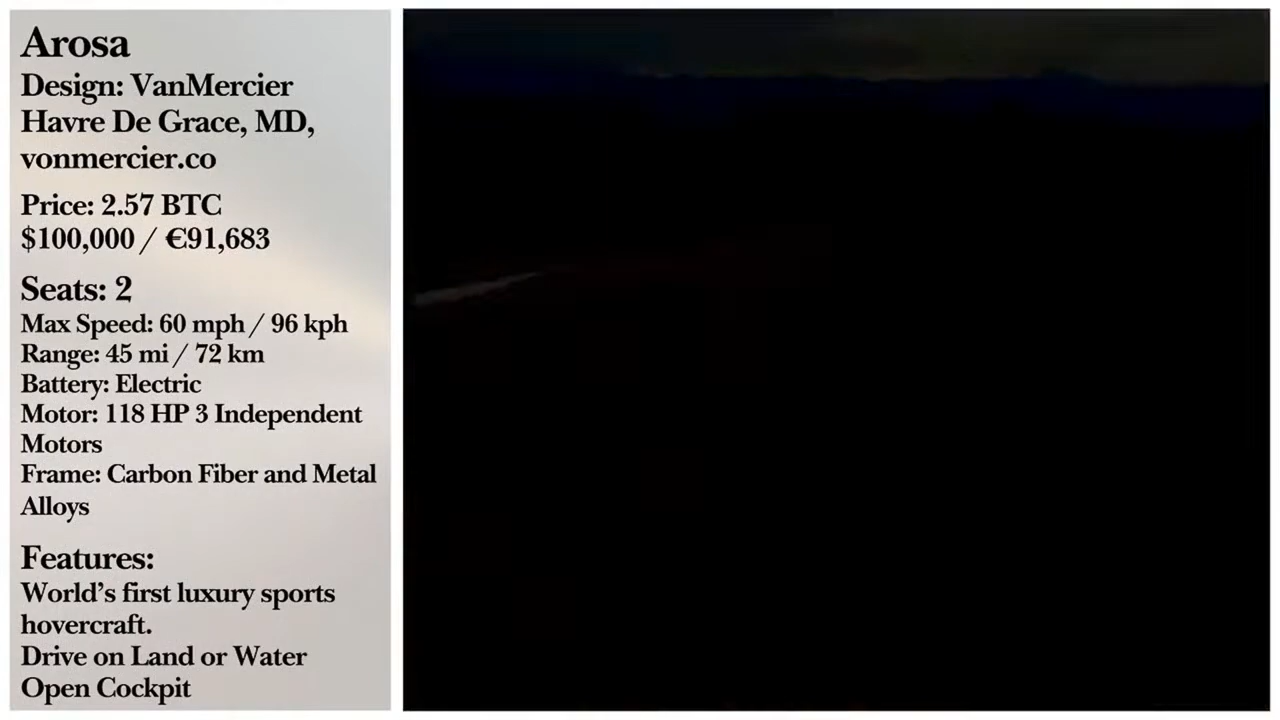 Arosa
Design: VanMercier
Havre De Grace, MD,
vonmercier.co
Price: 2.57 BTC
$100,000 / €91,683
Seats: 2
Max Speed: 60 mph / 96 kph
Range: 45 mi / 72 km
Battery: Electric
Motor: 118 HP 3 Independent
Motors
Frame: Carbon Fiber and Metal
Alloys
Features:
World’s first luxury sports
hovercraft.
Drive on Land or Water
Open Cockpit